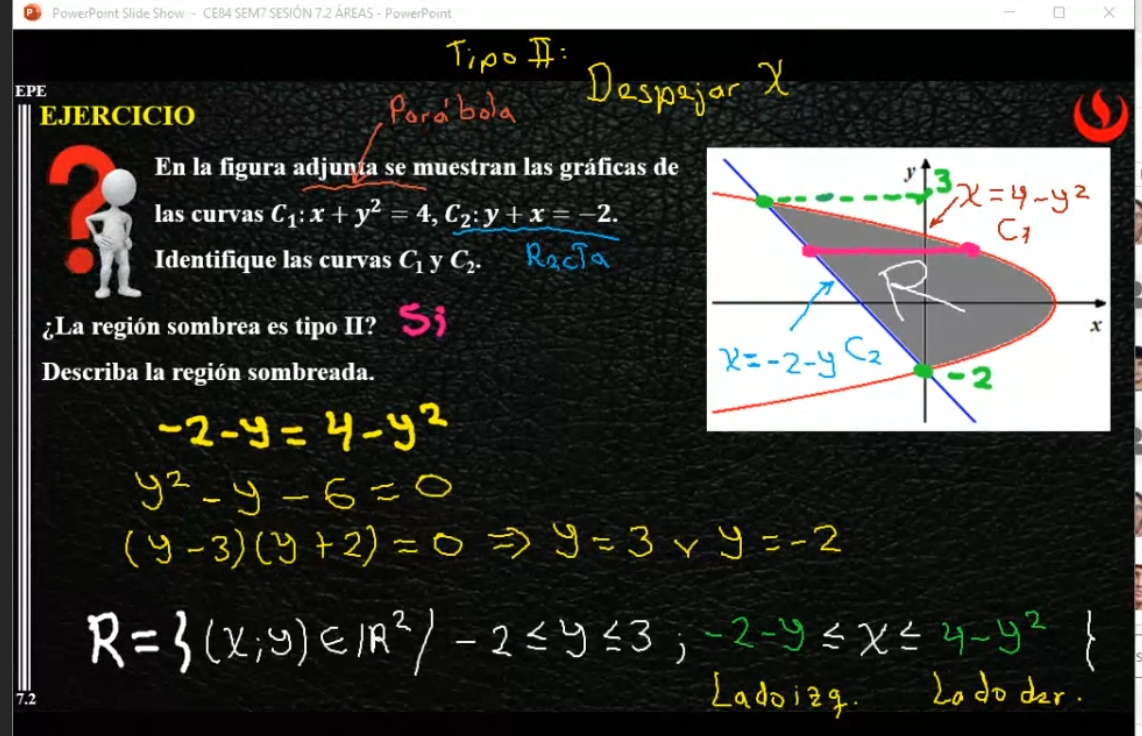 PowerPoint Slide Show - CE84 SEM7 SESIÓN 7.2 ÁREAS - PowerPoint
Tipo II:
Despejar X
EPE
EJERCICIO
Parábola
En la figura adjunta se muestran las gráficas de
las curvas C₁: x + y² = 4, C₂: y + x = −2.
Identifique las curvas C₁ y C₂.
Recta
¿La región sombrea es tipo II? Si
Describa la región sombreada.
y
3
x = 4 - y²
C₁
R
x
x = -2 - y C₂
-2
-2 - y = 4 - y²
y² - y - 6 = 0
(y - 3)(y + 2) = 0 ⇒ y = 3 ∨ y = -2
R = {(x; y) ∈ ℝ² / -2 ≤ y ≤ 3 ; -2 - y ≤ x ≤ 4 - y² }
Lado izq. Lado der.
7.2